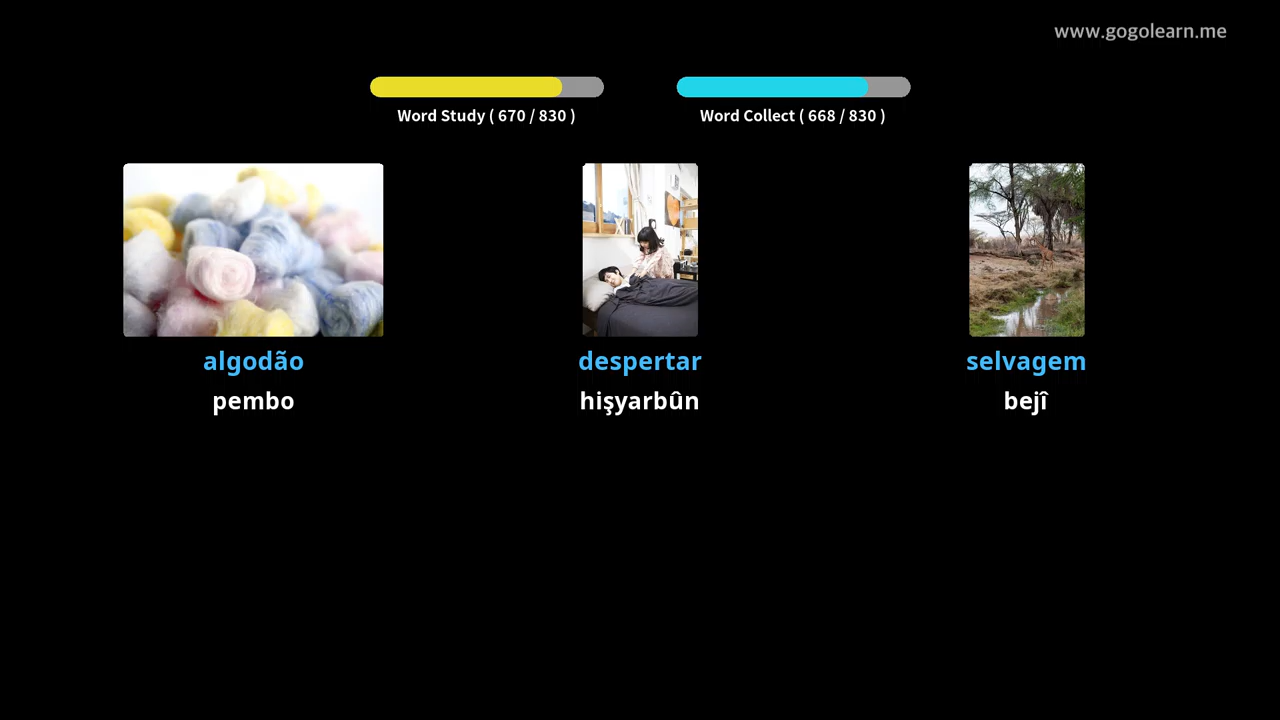 www.gogolearn.me
Word Study ( 670 / 830 )
Word Collect ( 668 / 830 )
algodão
despertar
selvagem
pembo
hişyarbûn
bejî